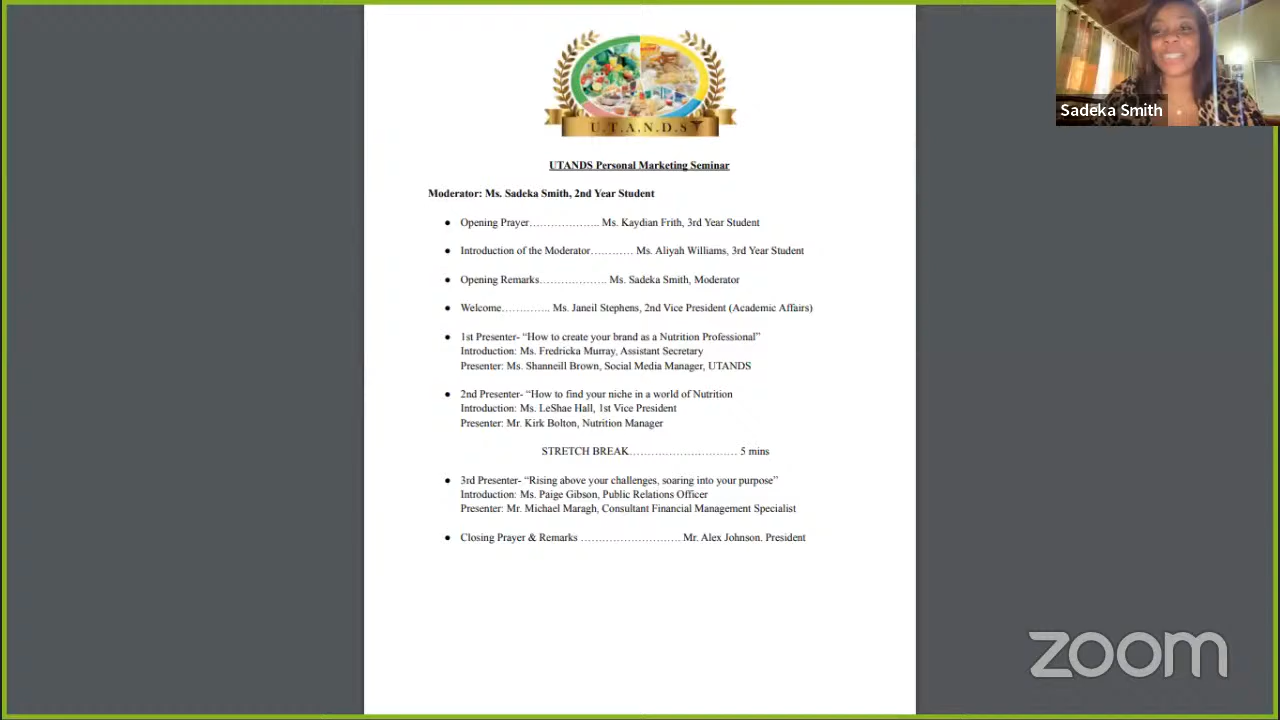 U.T.A.N.D.S
UTANDS Personal Marketing Seminar
Moderator: Ms. Sadeka Smith, 2nd Year Student
● Opening Prayer……………….. Ms. Kaydian Frith, 3rd Year Student
● Introduction of the Moderator………… Ms. Aliyah Williams, 3rd Year Student
● Opening Remarks………………. Ms. Sadeka Smith, Moderator
● Welcome………….. Ms. Janeil Stephens, 2nd Vice President (Academic Affairs)
● 1st Presenter- “How to create your brand as a Nutrition Professional”
Introduction: Ms. Fredricka Murray, Assistant Secretary
Presenter: Ms. Shanneill Brown, Social Media Manager, UTANDS
● 2nd Presenter- “How to find your niche in a world of Nutrition
Introduction: Ms. LeShae Hall, 1st Vice President
Presenter: Mr. Kirk Bolton, Nutrition Manager
STRETCH BREAK………………………… 5 mins
● 3rd Presenter- “Rising above your challenges, soaring into your purpose”
Introduction: Ms. Paige Gibson, Public Relations Officer
Presenter: Mr. Michael Maragh, Consultant Financial Management Specialist
● Closing Prayer & Remarks ………………………. Mr. Alex Johnson. President
Sadeka Smith
zoom